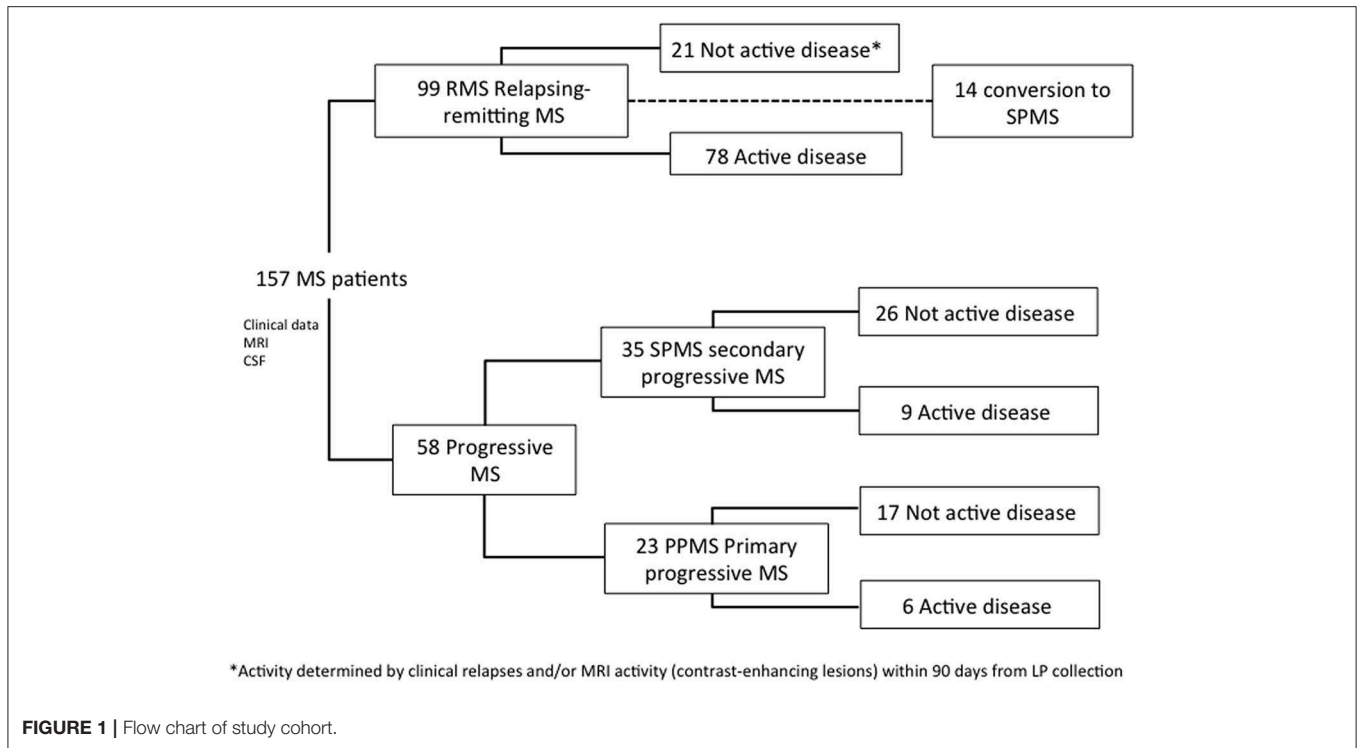 21 Not active disease*
99 RMS Relapsing-
remitting MS
14 conversion to
SPMS
78 Active disease
157 MS patients
Clinical data
MRI
CSF
26 Not active disease
35 SPMS secondary
progressive MS
9 Active disease
58 Progressive
MS
17 Not active disease
23 PPMS Primary
progressive MS
6 Active disease
*Activity determined by clinical relapses and/or MRI activity (contrast-enhancing lesions) within 90 days from LP collection
FIGURE 1 | Flow chart of study cohort.